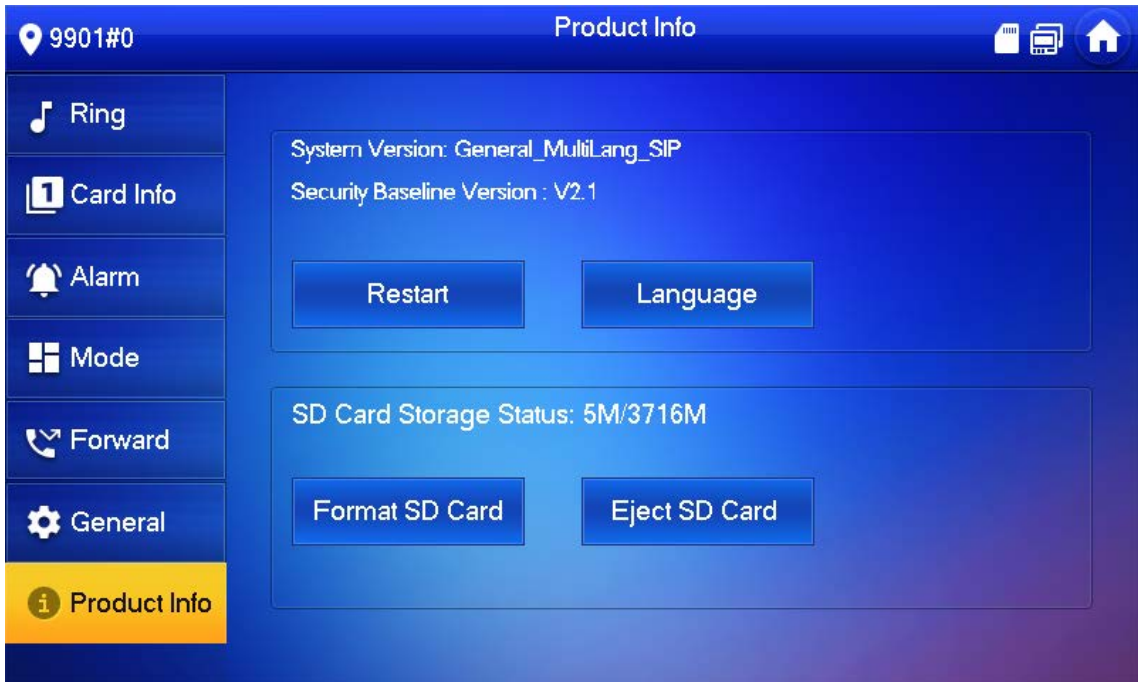 9901#0
Product Info
Ring
Card Info
Alarm
Mode
Forward
General
Product Info
System Version: General_MultiLang_SIP
Security Baseline Version : V2.1
Restart
Language
SD Card Storage Status: 5M/3716M
Format SD Card
Eject SD Card